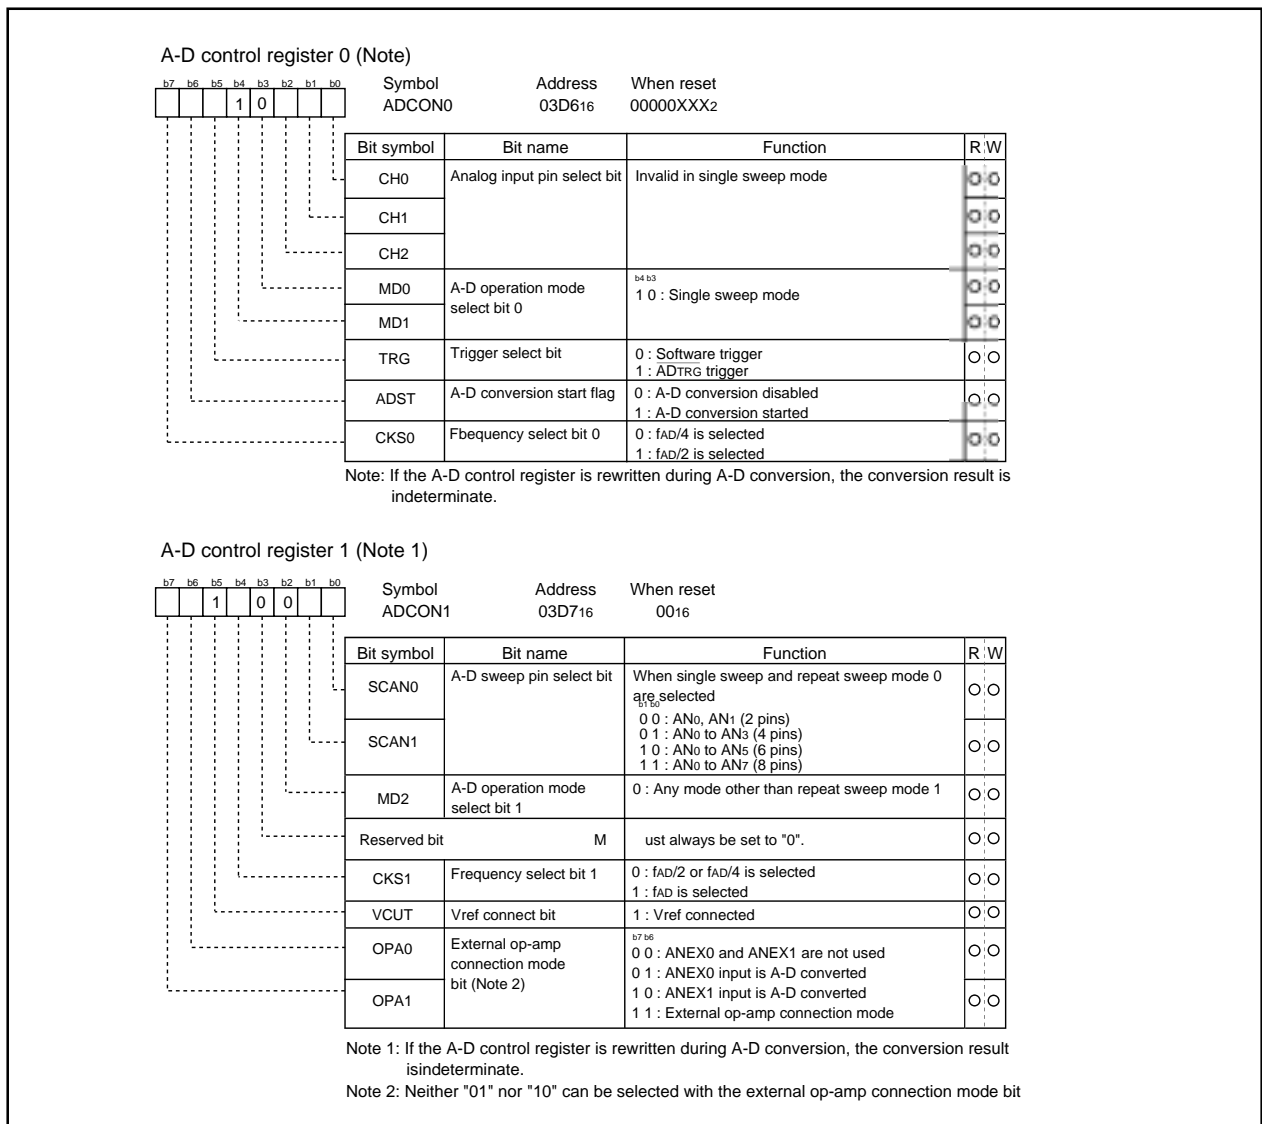 A-D control register 0 (Note)
b7 b6 b5 b4 b3 b2 b1 b0
1 0
Symbol Address When reset
ADCON0 03D616 00000XXX2
Bit symbol Bit name Function R W
CH0 Analog input pin select bit Invalid in single sweep mode
CH1
CH2
MD0 A-D operation mode select bit 0
b4 b3
1 0 : Single sweep mode
MD1
TRG Trigger select bit 0 : Software trigger
1 : ADTRG trigger
ADST A-D conversion start flag 0 : A-D conversion disabled
1 : A-D conversion started
CKS0 Fbequency select bit 0 0 : fAD/4 is selected
1 : fAD/2 is selected
Note: If the A-D control register is rewritten during A-D conversion, the conversion result is
indeterminate.
A-D control register 1 (Note 1)
b7 b6 b5 b4 b3 b2 b1 b0
1 0 0
Symbol Address When reset
ADCON1 03D716 0016
Bit symbol Bit name Function R W
SCAN0 A-D sweep pin select bit When single sweep and repeat sweep mode 0
are selected
b1 b0
0 0 : AN0, AN1 (2 pins)
SCAN1 0 1 : AN0 to AN3 (4 pins)
1 0 : AN0 to AN5 (6 pins)
1 1 : AN0 to AN7 (8 pins)
MD2 A-D operation mode select bit 1 0 : Any mode other than repeat sweep mode 1
Reserved bit M ust always be set to "0".
CKS1 Frequency select bit 1 0 : fAD/2 or fAD/4 is selected
1 : fAD is selected
VCUT Vref connect bit 1 : Vref connected
OPA0 External op-amp connection mode bit (Note 2)
b7 b6
0 0 : ANEX0 and ANEX1 are not used
0 1 : ANEX0 input is A-D converted
OPA1 1 0 : ANEX1 input is A-D converted
1 1 : External op-amp connection mode
Note 1: If the A-D control register is rewritten during A-D conversion, the conversion result
isindeterminate.
Note 2: Neither "01" nor "10" can be selected with the external op-amp connection mode bit